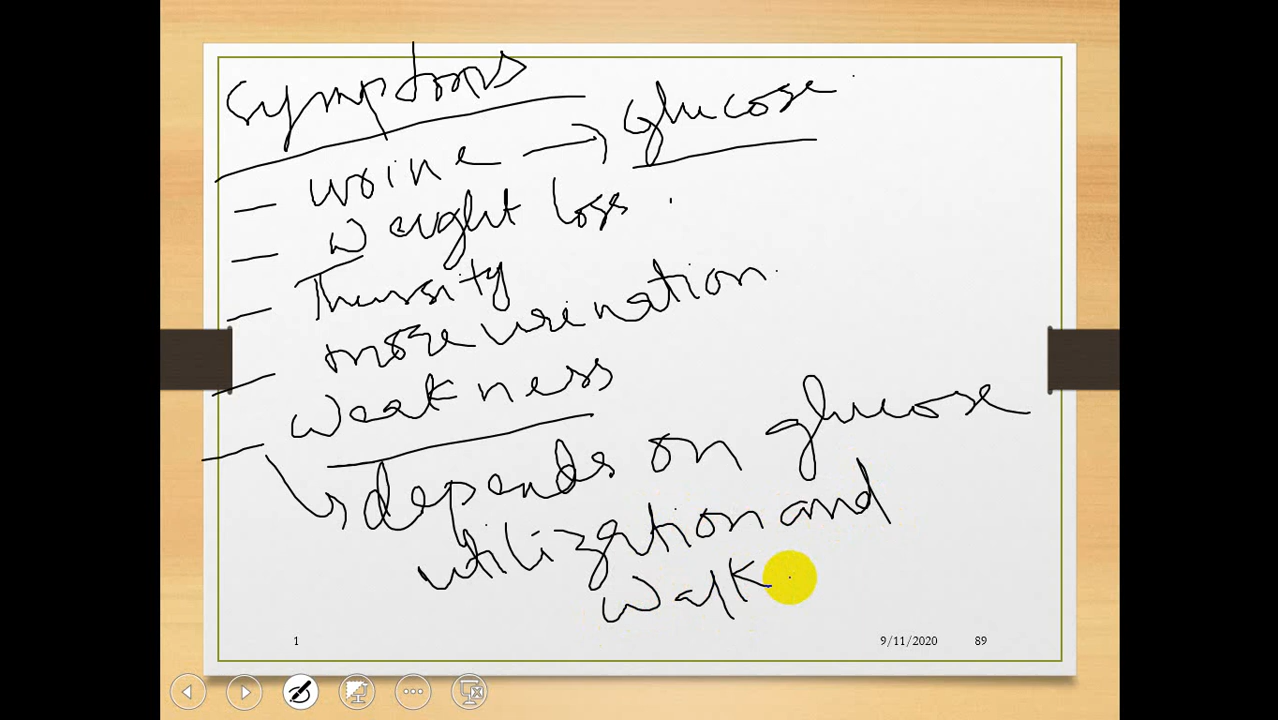 Symptoms
- urine → glucose
- weight loss.
- Thursity
- more urination.
- Weakness
↳ depends on glucose
utilization and
walk
1 9/11/2020 89